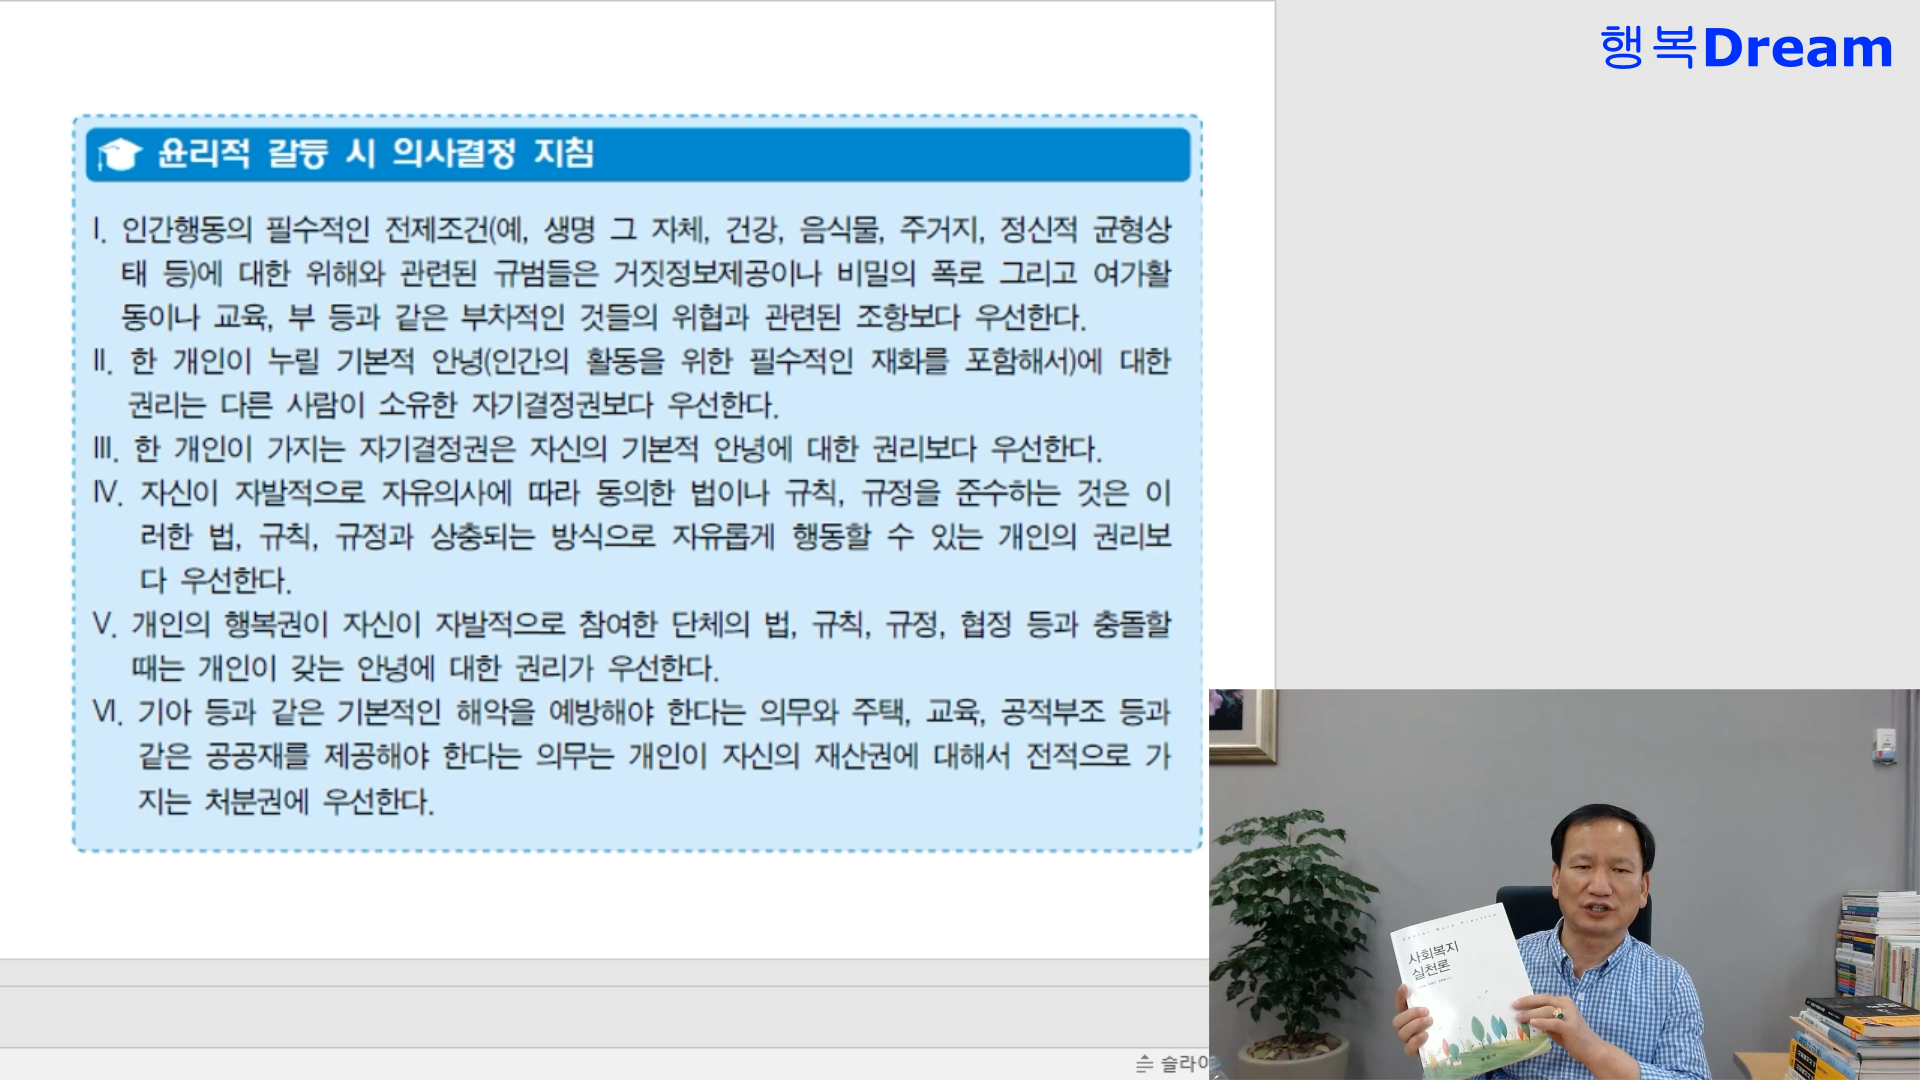 행복Dream
윤리적 갈등 시 의사결정 지침
Ⅰ. 인간행동의 필수적인 전제조건(예, 생명 그 자체, 건강, 음식물, 주거지, 정신적 균형상
태 등)에 대한 위해와 관련된 규범들은 거짓정보제공이나 비밀의 폭로 그리고 여가활
동이나 교육, 부 등과 같은 부차적인 것들의 위협과 관련된 조항보다 우선한다.
Ⅱ. 한 개인이 누릴 기본적 안녕(인간의 활동을 위한 필수적인 재화를 포함해서)에 대한
권리는 다른 사람이 소유한 자기결정권보다 우선한다.
Ⅲ. 한 개인이 가지는 자기결정권은 자신의 기본적 안녕에 대한 권리보다 우선한다.
Ⅳ. 자신이 자발적으로 자유의사에 따라 동의한 법이나 규칙, 규정을 준수하는 것은 이
러한 법, 규칙, 규정과 상충되는 방식으로 자유롭게 행동할 수 있는 개인의 권리보
다 우선한다.
Ⅴ. 개인의 행복권이 자신이 자발적으로 참여한 단체의 법, 규칙, 규정, 협정 등과 충돌할
때는 개인이 갖는 안녕에 대한 권리가 우선한다.
Ⅵ. 기아 등과 같은 기본적인 해악을 예방해야 한다는 의무와 주택, 교육, 공적부조 등과
같은 공공재를 제공해야 한다는 의무는 개인이 자신의 재산권에 대해서 전적으로 가
지는 처분권에 우선한다.
사회복지
실천론